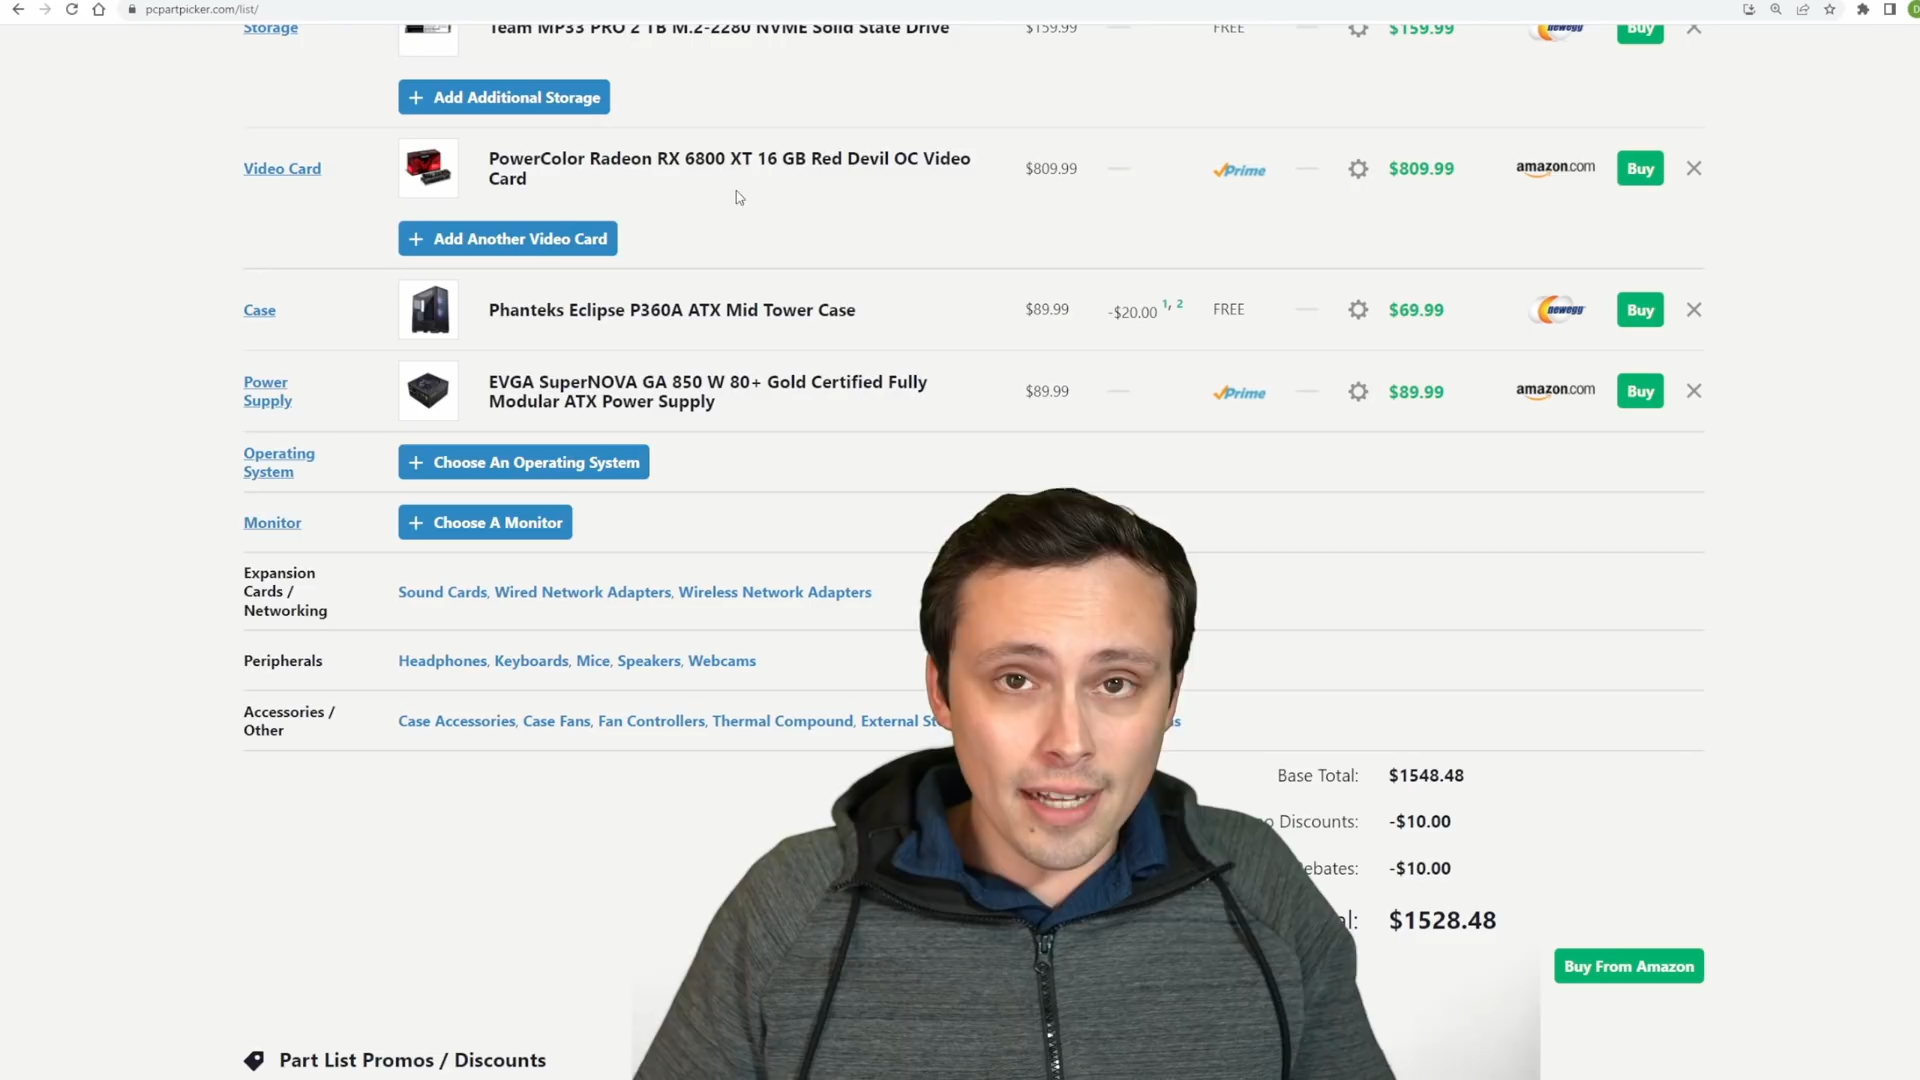 pcpartpicker.com/list/
D
Storage
Team MP33 PRO 2 TB M.2-2280 NVME Solid State Drive
$159.99
FREE
$159.99
newegg
Buy
+ Add Additional Storage
Video Card
PowerColor Radeon RX 6800 XT 16 GB Red Devil OC Video
Card
$809.99
Prime
$809.99
amazon.com
Buy
+ Add Another Video Card
Case
Phanteks Eclipse P360A ATX Mid Tower Case
$89.99
-$20.00 1, 2
FREE
$69.99
newegg
Buy
Power
Supply
EVGA SuperNOVA GA 850 W 80+ Gold Certified Fully
Modular ATX Power Supply
$89.99
Prime
$89.99
amazon.com
Buy
Operating
System
+ Choose An Operating System
Monitor
+ Choose A Monitor
Expansion
Cards /
Networking
Sound Cards, Wired Network Adapters, Wireless Network Adapters
Peripherals
Headphones, Keyboards, Mice, Speakers, Webcams
Accessories /
Other
Case Accessories, Case Fans, Fan Controllers, Thermal Compound, External
Base Total: $1548.48
Discounts: -$10.00
-$10.00
$1528.48
Buy From Amazon
Part List Promos / Discounts